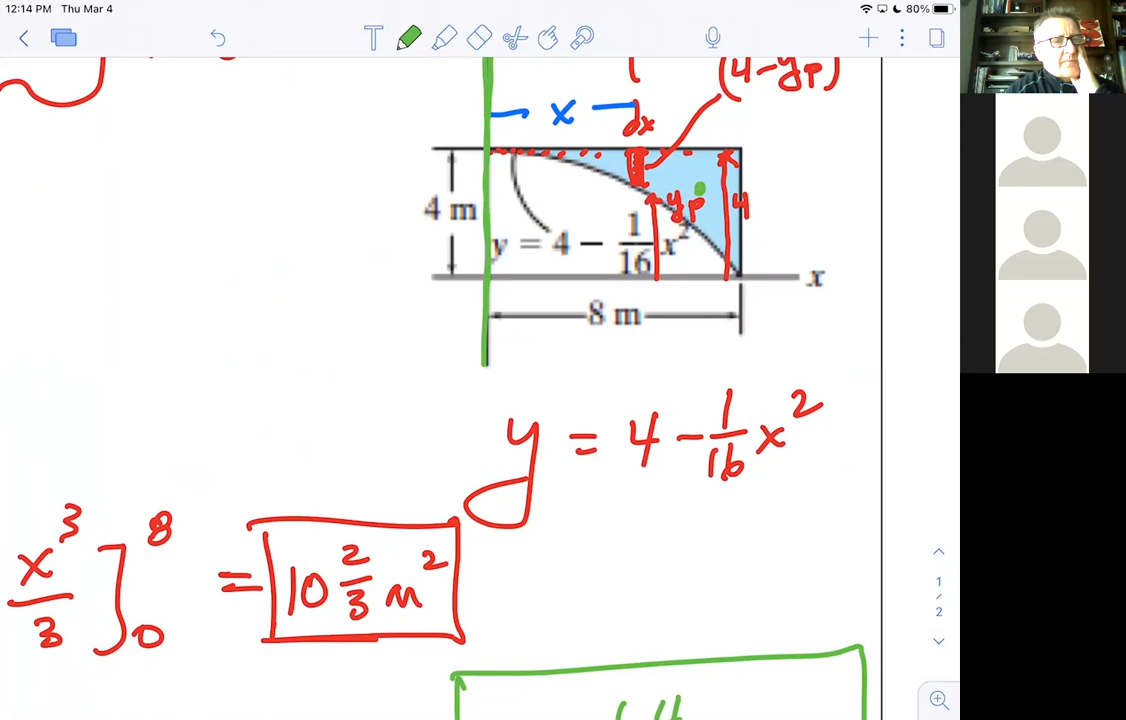 12:14 PM Thu Mar 4
80%
T
(4-yp)
x
dx
4 m
yp
4
y = 4 − 1/16 x²
x
8 m
y = 4 - 1/16 x²
x³/3 ]₀⁸ = 10 2/3 m²
1
/
2